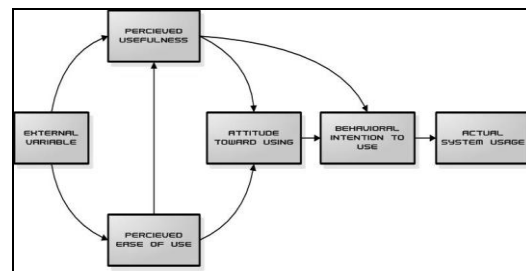 PERCIEVED
USEFULNESS
EXTERNAL
VARIABLE
ATTITUDE
TOWARD USING
BEHAVIORAL
INTENTION TO
USE
ACTUAL
SYSTEM USAGE
PERCIEVED
EASE OF USE